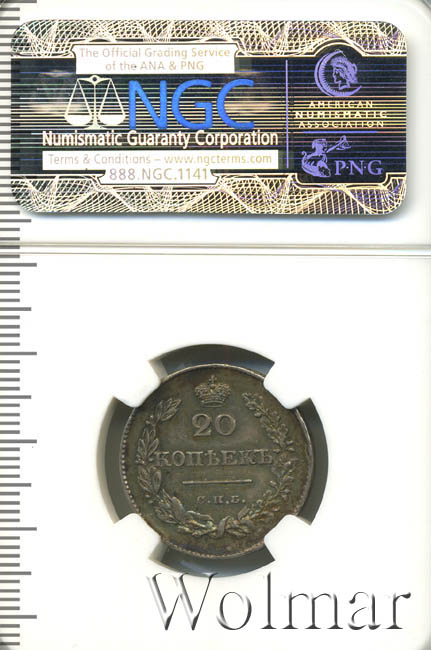 The Official Grading Service
of the ANA & PNG
NGC
Numismatic Guaranty Corporation
Terms & Conditions – www.ngcterms.com
888.NGC.1141
AMERICAN
NUMISMATIC
ASSOCIATION
P·N·G
20
КОПѢЕКЪ
С.П.Б.
Wolmar